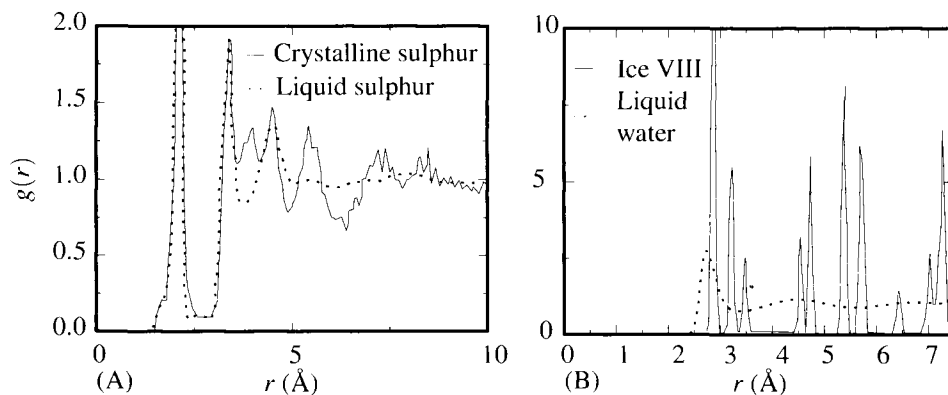 2.0
1.5
1.0
0.5
0.0
g(r)
Crystalline sulphur
Liquid sulphur
0 5 10
(A) r (Å)
10
5
0
Ice VIII
Liquid
water
0 1 2 3 4 5 6 7
(B) r (Å)